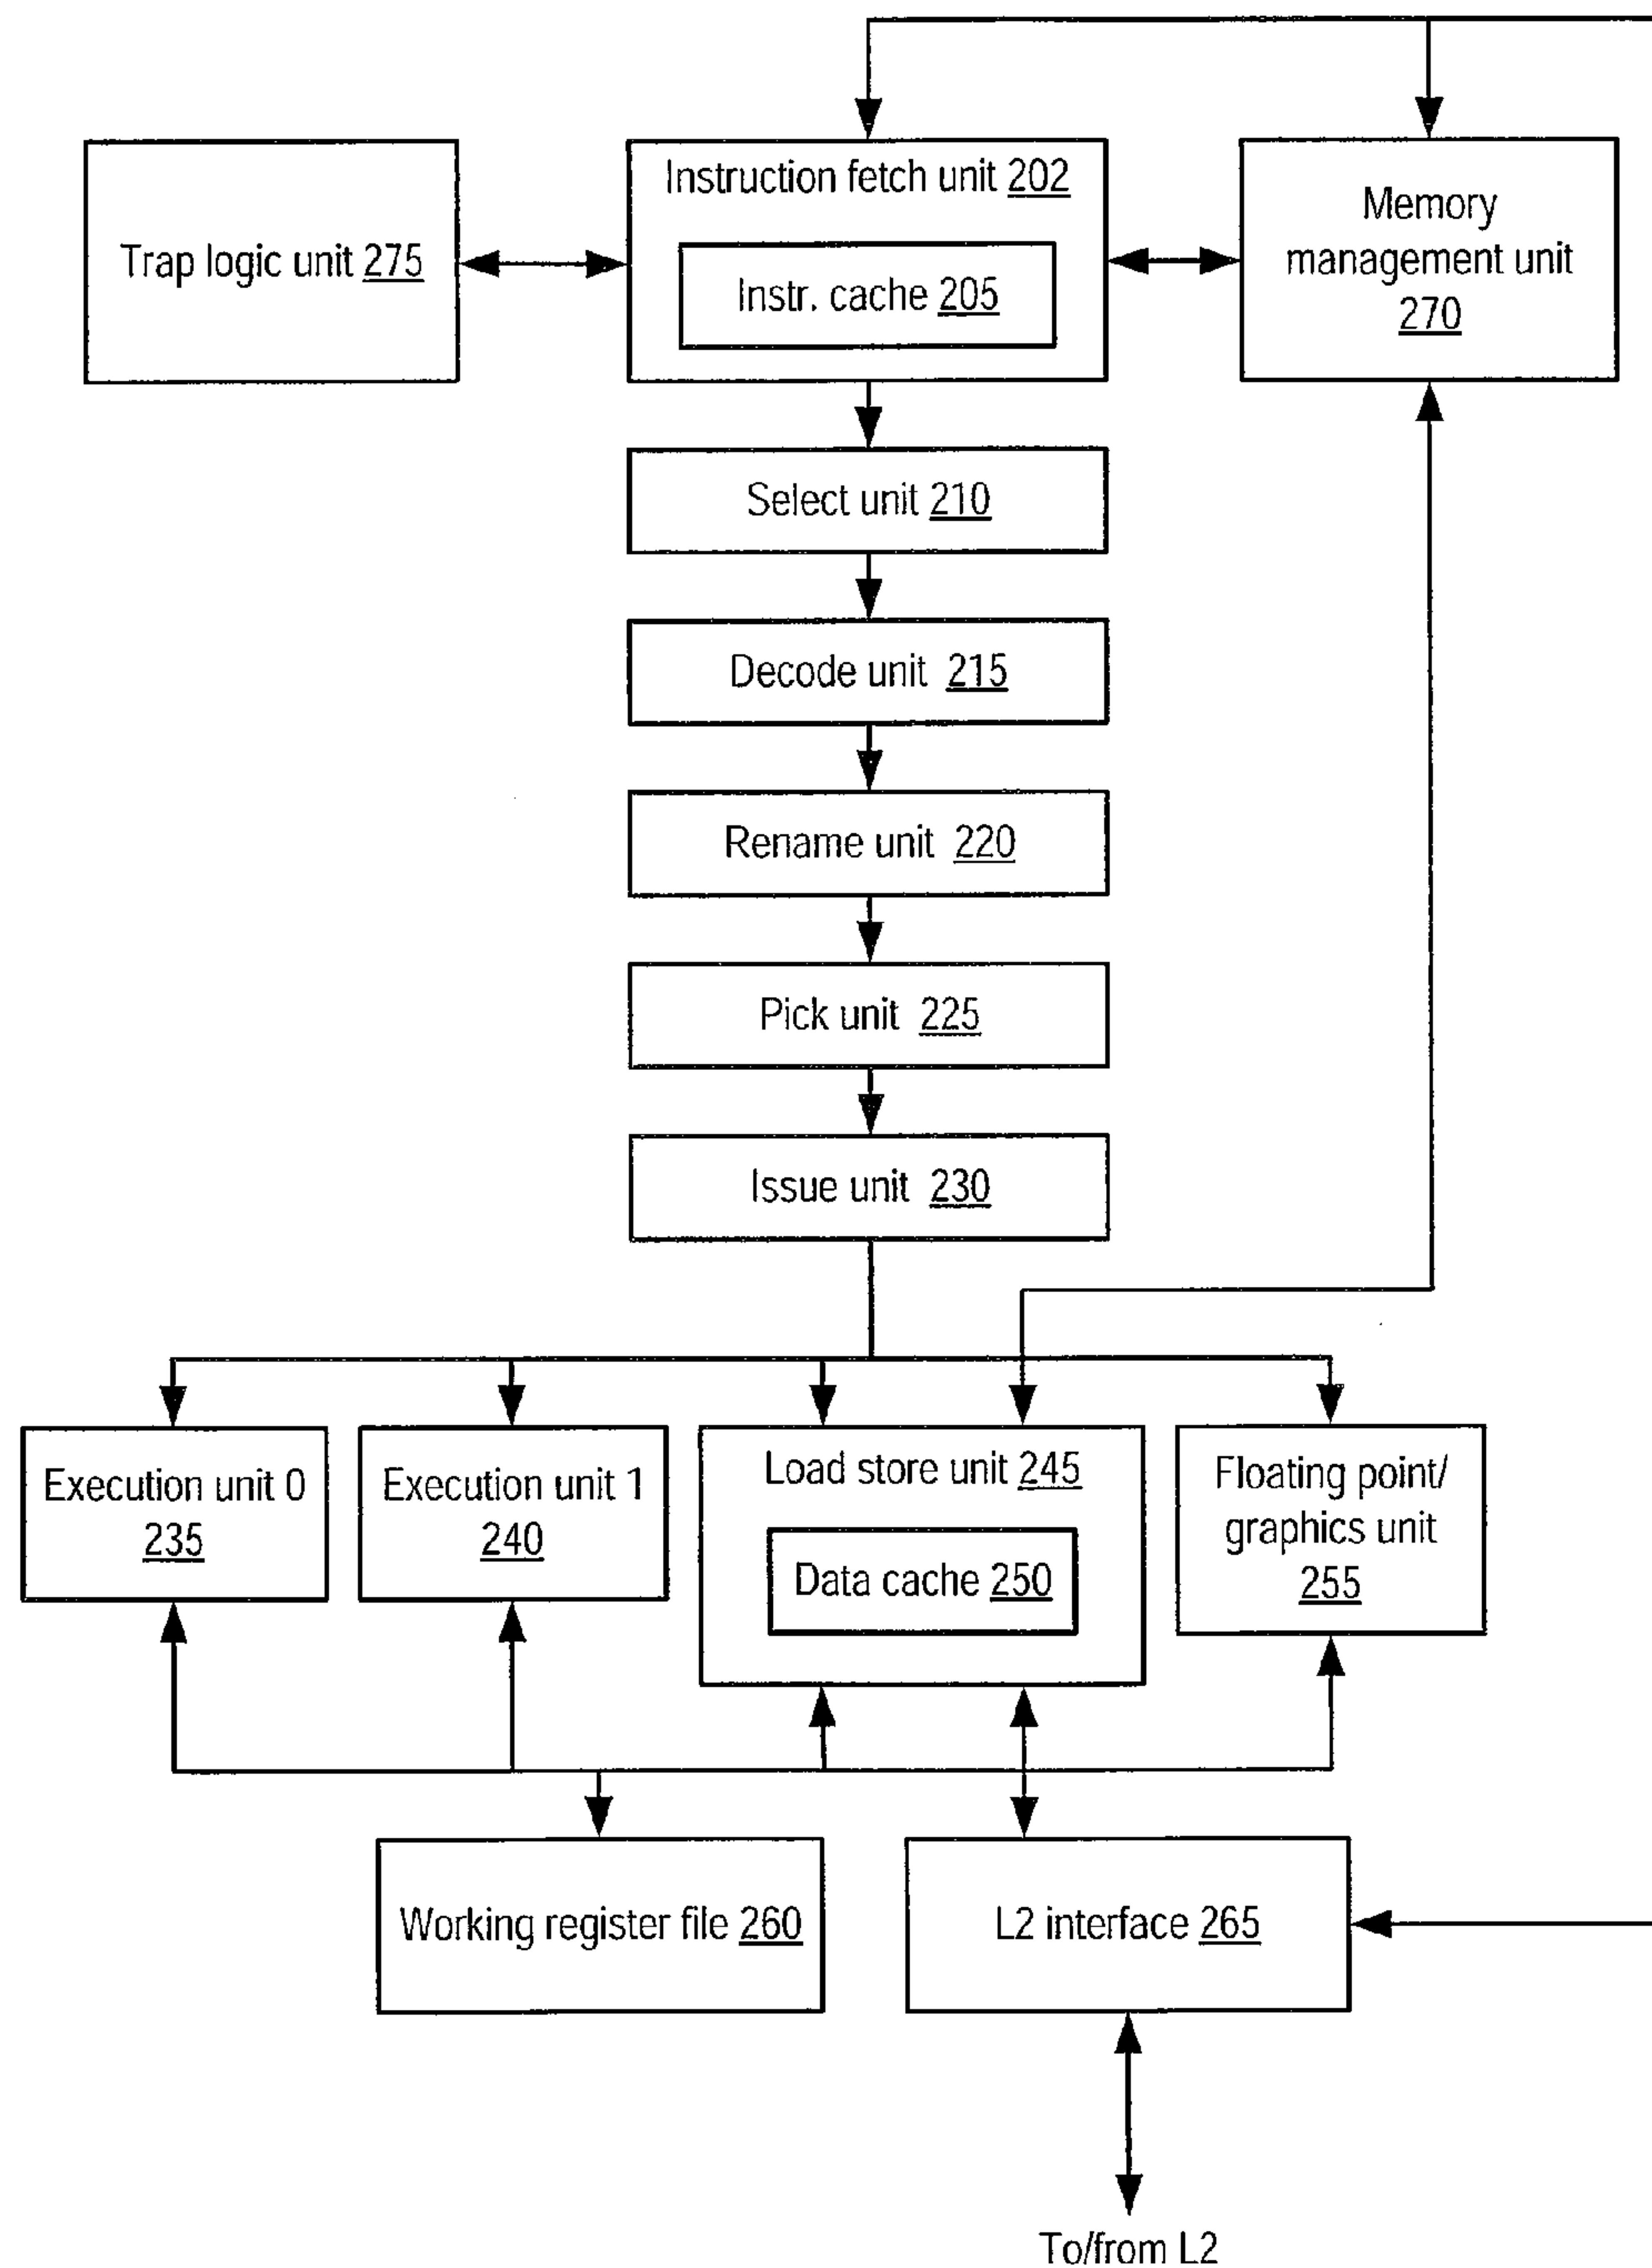 Trap logic unit 275
Instruction fetch unit 202
Instr. cache 205
Memory
management unit
270
Select unit 210
Decode unit 215
Rename unit 220
Pick unit 225
Issue unit 230
Execution unit 0
235
Execution unit 1
240
Load store unit 245
Data cache 250
Floating point/
graphics unit
255
Working register file 260
L2 interface 265
To/from L2